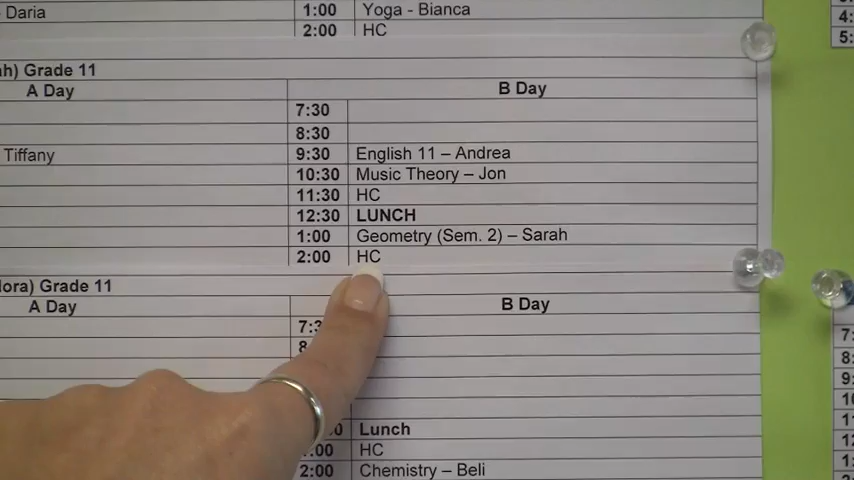 Daria 1:00 Yoga - Bianca
2:00 HC
Grade 11
A Day B Day
7:30
8:30
Tiffany 9:30 English 11 – Andrea
10:30 Music Theory – Jon
11:30 HC
12:30 LUNCH
1:00 Geometry (Sem. 2) – Sarah
2:00 HC
Grade 11
A Day B Day
Lunch
HC
2:00 Chemistry – Beli